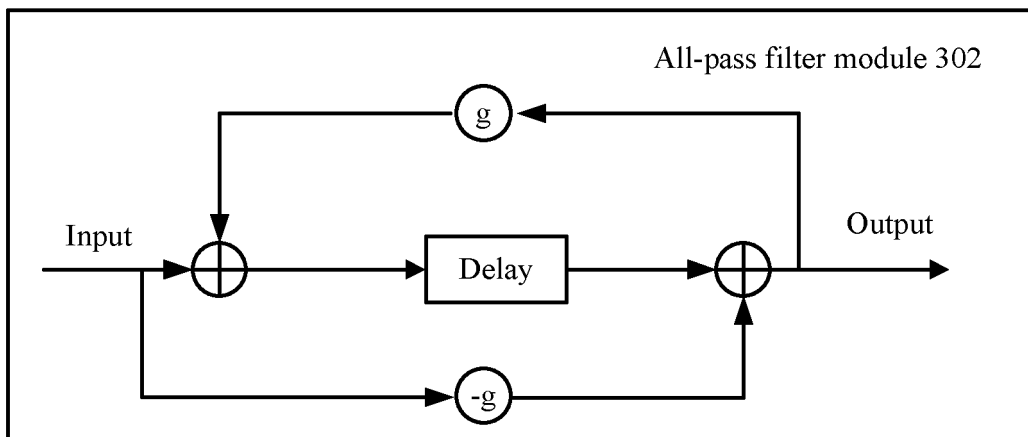 All-pass filter module 302
g
Input
Delay
Output
-g